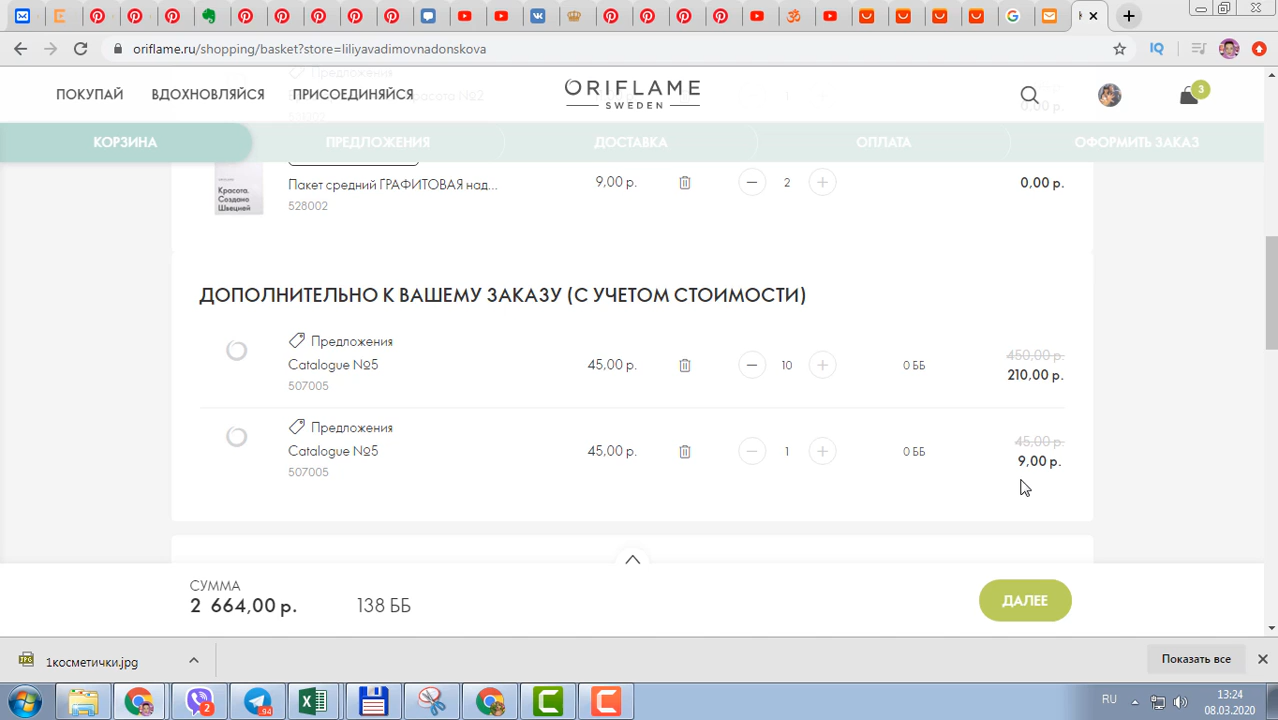 oriflame.ru/shopping/basket?store=liliyavadimovnadonskova
IQ
Предложения
ПОКУПАЙ ВДОХНОВЛЯЙСЯ ПРИСОЕДИНЯЙСЯ
ORIFLAME
SWEDEN
3
КОРЗИНА ПРЕДЛОЖЕНИЯ ДОСТАВКА ОПЛАТА ОФОРМИТЬ ЗАКАЗ
Красота.
Создано
Швецией
Пакет средний ГРАФИТОВАЯ над...
9,00 р.
2
0,00 р.
528002
ДОПОЛНИТЕЛЬНО К ВАШЕМУ ЗАКАЗУ (С УЧЕТОМ СТОИМОСТИ)
Предложения
Catalogue №5
507005
45,00 р.
10
0 ББ
450,00 р.
210,00 р.
Предложения
Catalogue №5
507005
45,00 р.
1
0 ББ
45,00 р.
9,00 р.
СУММА
2 664,00 р.
138 ББ
ДАЛЕЕ
1косметички.jpg
Показать все
2
94
RU
13:24
08.03.2020